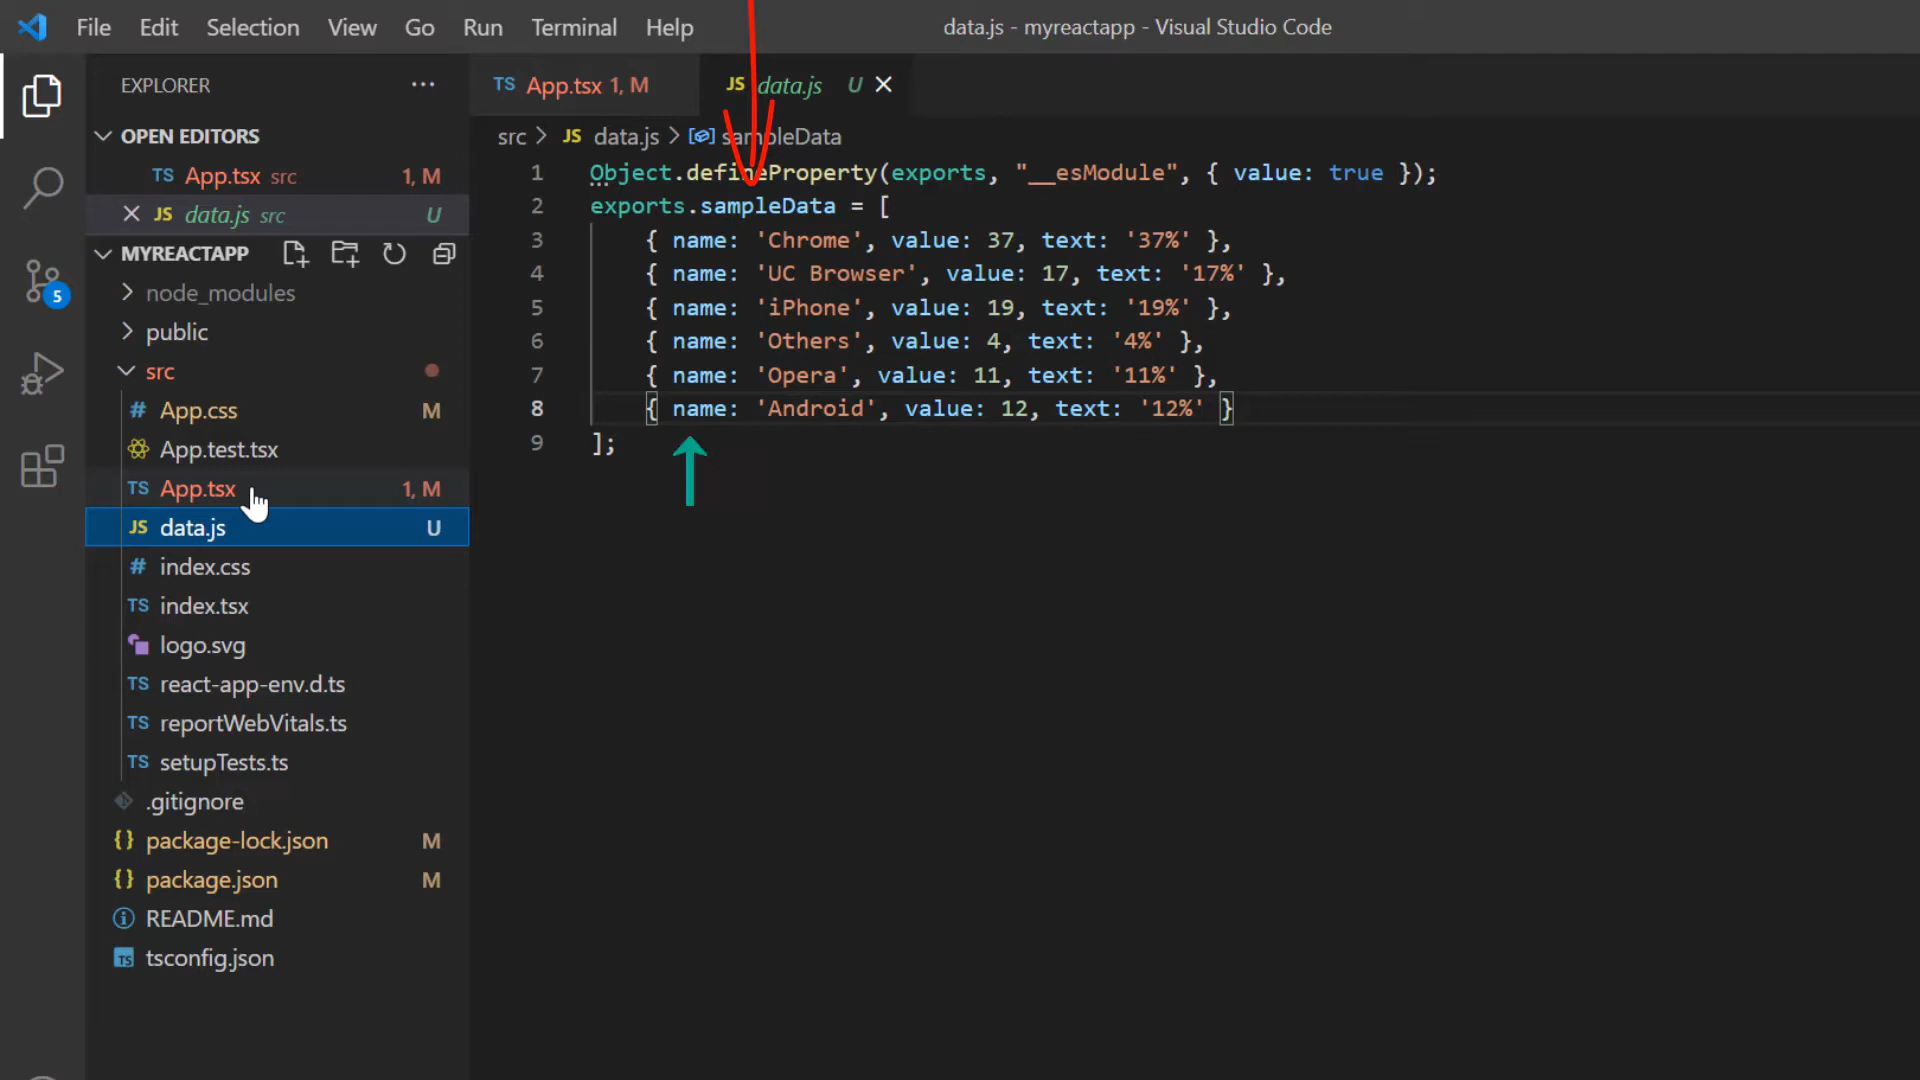 File Edit Selection View Go Run Terminal Help
data.js - myreactapp - Visual Studio Code
EXPLORER ···
OPEN EDITORS
TS App.tsx src 1, M
JS data.js src U
MYREACTAPP
node_modules
public
src
# App.css M
App.test.tsx
TS App.tsx 1, M
JS data.js U
# index.css
TS index.tsx
logo.svg
TS react-app-env.d.ts
TS reportWebVitals.ts
TS setupTests.ts
.gitignore
{} package-lock.json M
{} package.json M
README.md
TS tsconfig.json
5
TS App.tsx 1, M
JS data.js U
src > JS data.js > sampleData
1 Object.defineProperty(exports, "__esModule", { value: true });
2 exports.sampleData = [
3 { name: 'Chrome', value: 37, text: '37%' },
4 { name: 'UC Browser', value: 17, text: '17%' },
5 { name: 'iPhone', value: 19, text: '19%' },
6 { name: 'Others', value: 4, text: '4%' },
7 { name: 'Opera', value: 11, text: '11%' },
8 { name: 'Android', value: 12, text: '12%' }
9 ];